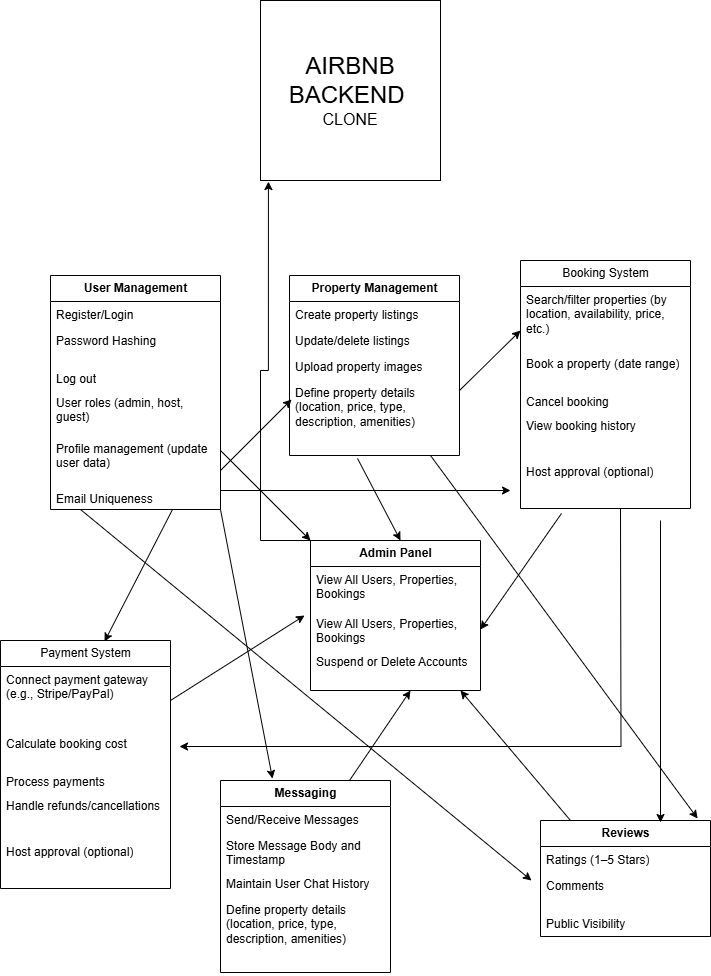 AIRBNB
BACKEND
CLONE
User Management
Register/Login
Password Hashing
Log out
User roles (admin, host,
guest)
Profile management (update
user data)
Email Uniqueness
Property Management
Create property listings
Update/delete listings
Upload property images
Define property details
(location, price, type,
description, amenities)
Booking System
Search/filter properties (by
location, availability, price,
etc.)
Book a property (date range)
Cancel booking
View booking history
Host approval (optional)
Admin Panel
View All Users, Properties,
Bookings
View All Users, Properties,
Bookings
Suspend or Delete Accounts
Payment System
Connect payment gateway
(e.g., Stripe/PayPal)
Calculate booking cost
Process payments
Handle refunds/cancellations
Host approval (optional)
Messaging
Send/Receive Messages
Store Message Body and
Timestamp
Maintain User Chat History
Define property details
(location, price, type,
description, amenities)
Reviews
Ratings (1–5 Stars)
Comments
Public Visibility